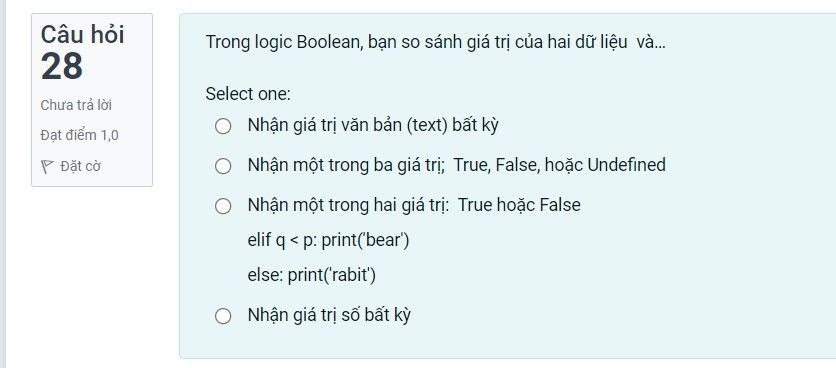 Câu hỏi
28
Chưa trả lời
Đạt điểm 1,0
Đặt cờ
Trong logic Boolean, bạn so sánh giá trị của hai dữ liệu và...
Select one:
Nhận giá trị văn bản (text) bất kỳ
Nhận một trong ba giá trị; True, False, hoặc Undefined
Nhận một trong hai giá trị: True hoặc False
elif q < p: print('bear')
else: print('rabit')
Nhận giá trị số bất kỳ